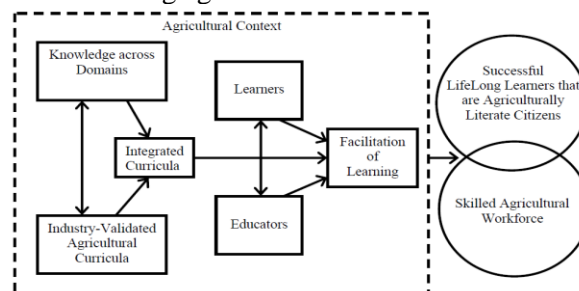 Agricultural Context
Knowledge across
Domains
Learners
Integrated
Curricula
Facilitation
of
Learning
Educators
Industry-Validated
Agricultural
Curricula
Successful
LifeLong Learners that
are Agriculturally
Literate Citizens
Skilled Agricultural
Workforce